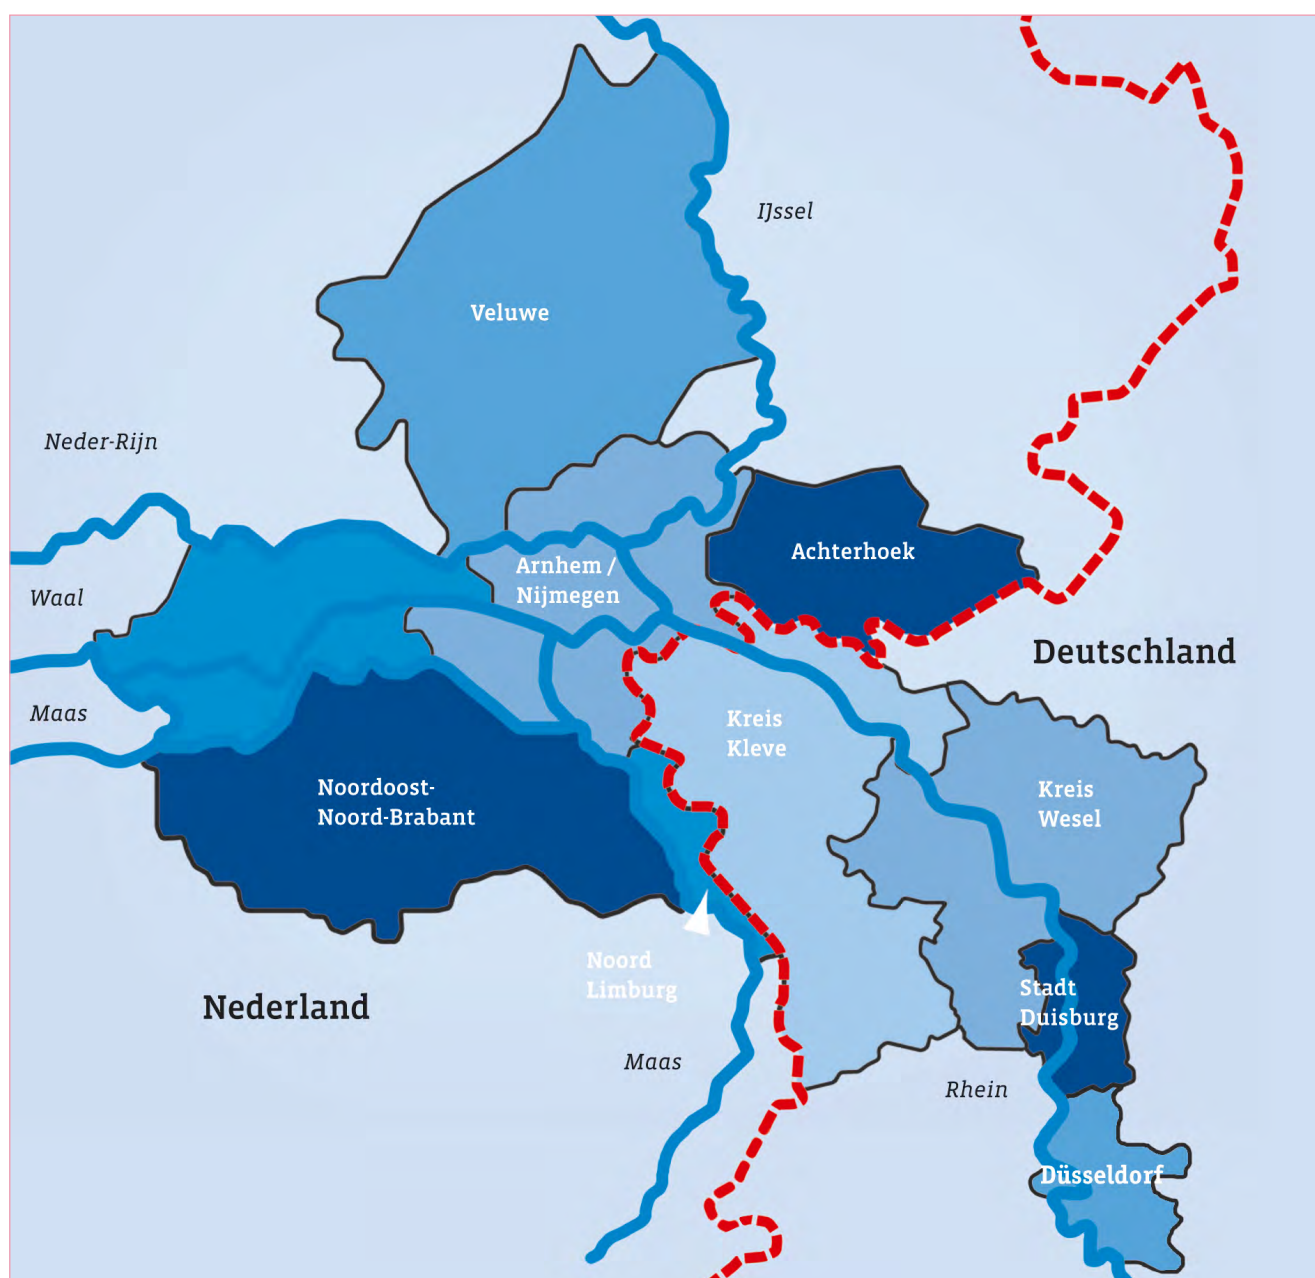 IJssel
Veluwe
Neder-Rijn
Achterhoek
Arnhem /
Nijmegen
Waal
Deutschland
Maas
Kreis
Kleve
Noordoost-
Noord-Brabant
Kreis
Wesel
Noord
Limburg
Stadt
Duisburg
Nederland
Maas
Rhein
Düsseldorf